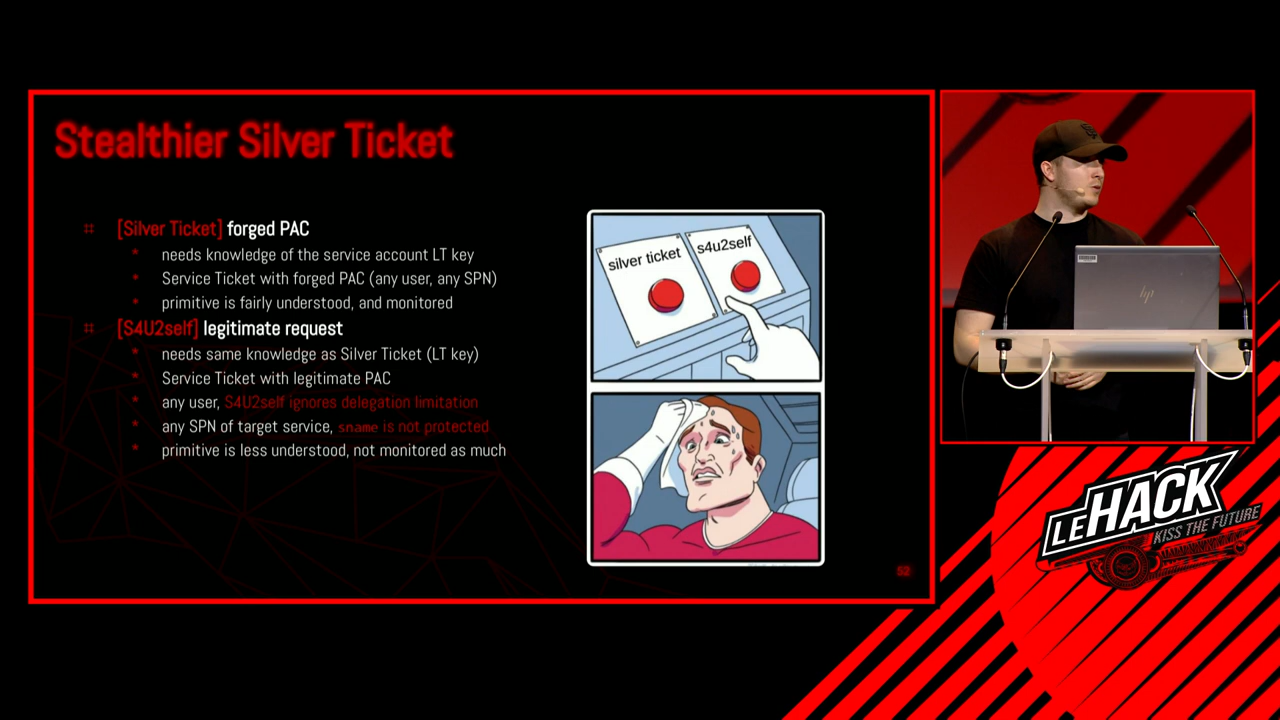 Stealthier Silver Ticket
⌗ [Silver Ticket] forged PAC
* needs knowledge of the service account LT key
* Service Ticket with forged PAC (any user, any SPN)
* primitive is fairly understood, and monitored
⌗ [S4U2self] legitimate request
* needs same knowledge as Silver Ticket (LT key)
* Service Ticket with legitimate PAC
* any user, S4U2self ignores delegation limitation
* any SPN of target service, sname is not protected
* primitive is less understood, not monitored as much
silver ticket
s4u2self
52
hp
LEHACK
KISS THE FUTURE